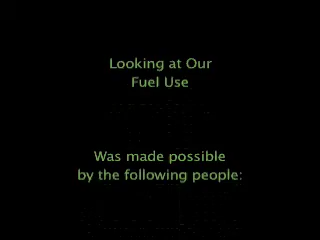 Looking at Our
Fuel Use
Was made possible
by the following people: